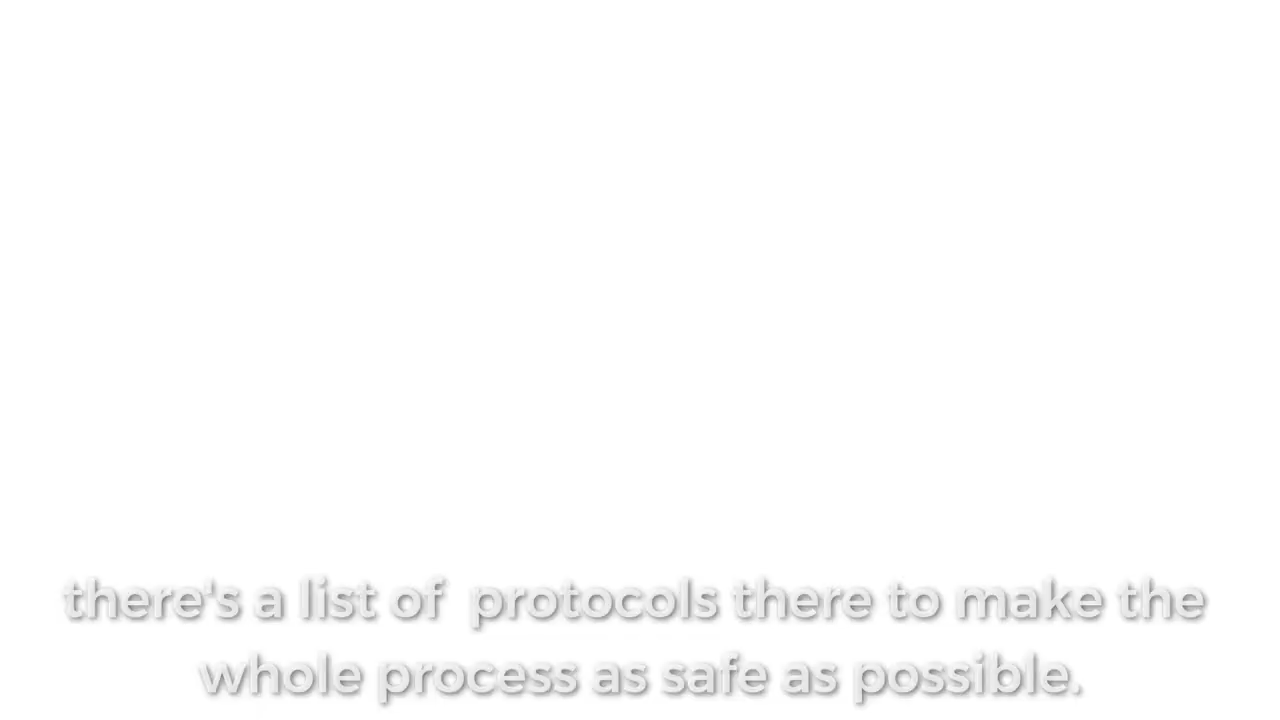 there's a list of  protocols there to make the
whole process as safe as possible.